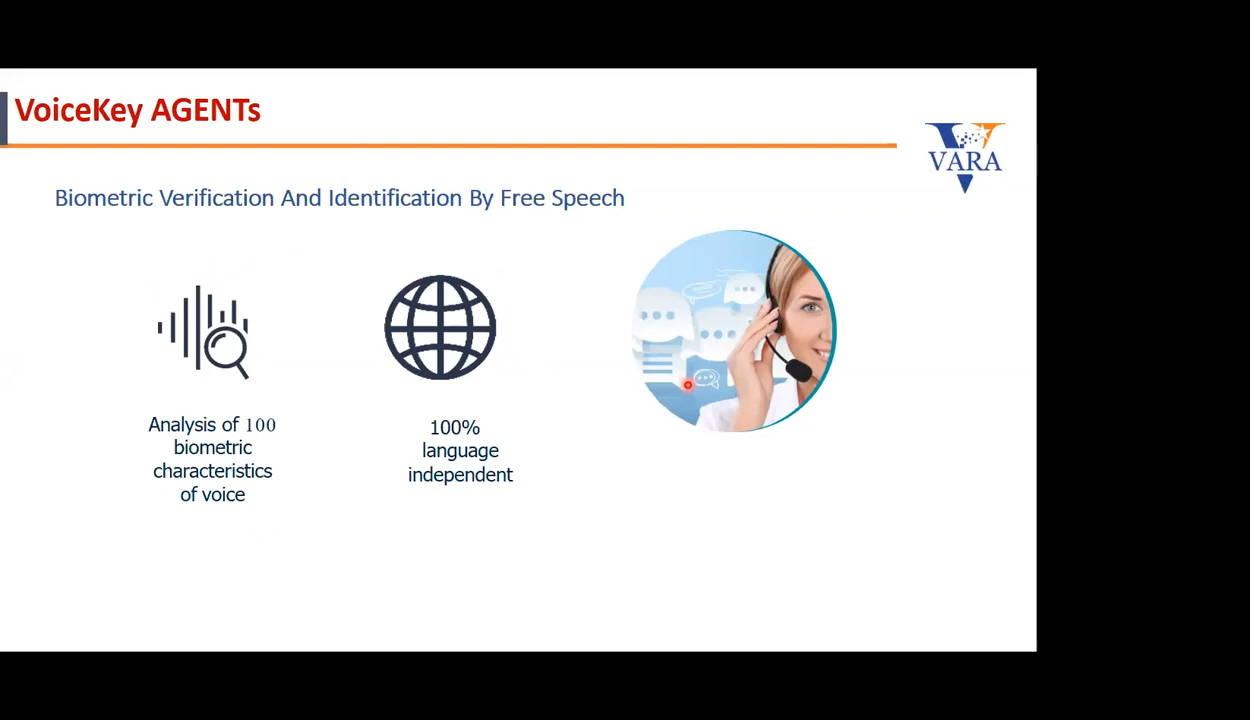 VoiceKey AGENTs
VARA
Biometric Verification And Identification By Free Speech
Analysis of 100
biometric
characteristics
of voice
100%
language
independent